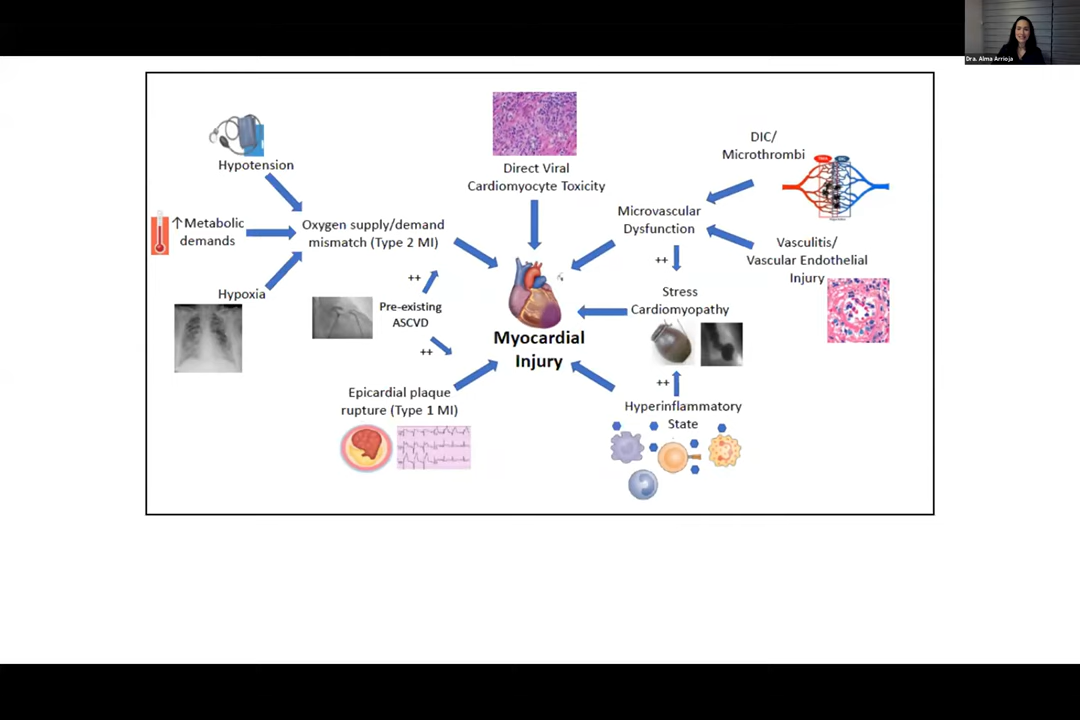 Dra. Alma Arrioja
Hypotension
↑Metabolic
demands
Hypoxia
Oxygen supply/demand
mismatch (Type 2 MI)
++
Pre-existing
ASCVD
++
Epicardial plaque
rupture (Type 1 MI)
Direct Viral
Cardiomyocyte Toxicity
Myocardial
Injury
DIC/
Microthrombi
Microvascular
Dysfunction
Vasculitis/
Vascular Endothelial
Injury
++
Stress
Cardiomyopathy
++
Hyperinflammatory
State